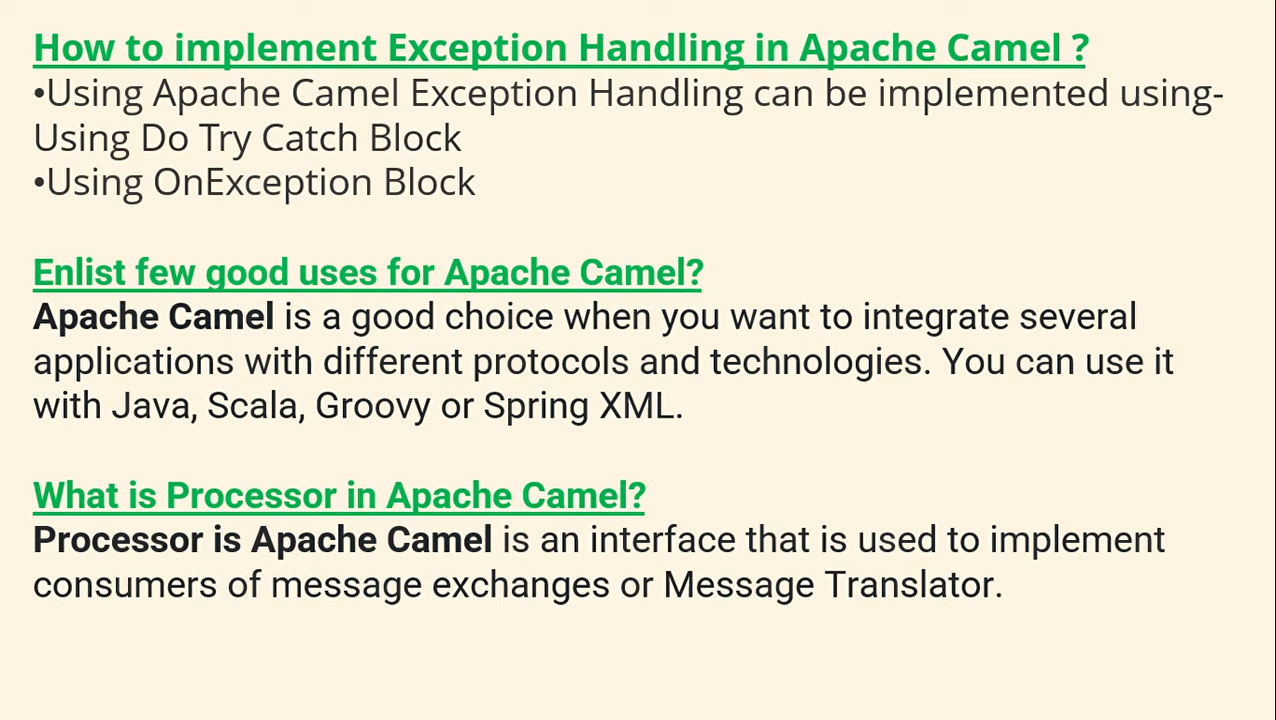 How to implement Exception Handling in Apache Camel ?
•Using Apache Camel Exception Handling can be implemented using-
Using Do Try Catch Block
•Using OnException Block
Enlist few good uses for Apache Camel?
Apache Camel is a good choice when you want to integrate several
applications with different protocols and technologies. You can use it
with Java, Scala, Groovy or Spring XML.
What is Processor in Apache Camel?
Processor is Apache Camel is an interface that is used to implement
consumers of message exchanges or Message Translator.